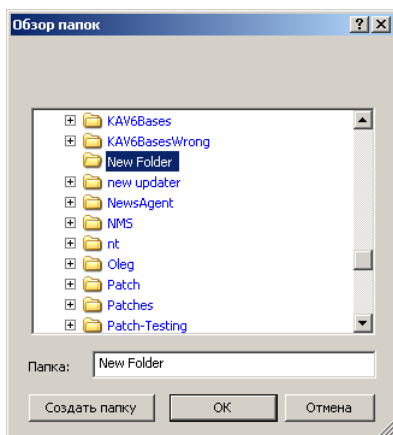 Обзор папок
KAV6Bases
KAV6BasesWrong
New Folder
new updater
NewsAgent
NMS
nt
Oleg
Patch
Patches
Patch-Testing
Папка: New Folder
Создать папку OK Отмена